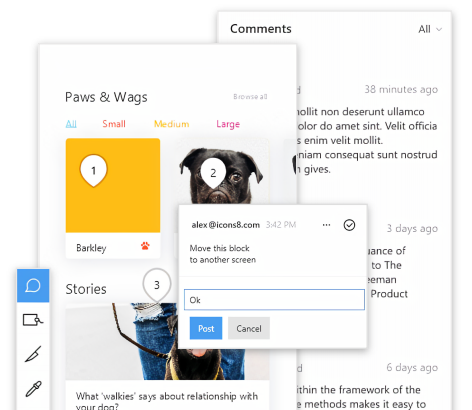 Comments
All
38 minutes ago
mollit non deserunt ullamco
dolor do amet sint. Velit officia
s enim velit mollit.
niam consequat sunt nostrud
n gives.
3 days ago
uance of
to The
eeman
Product
6 days ago
ithin the framework of the
e methods makes it easy to
Paws & Wags
Browse all
All
Small
Medium
Large
1
2
Barkley
alex@icons8.com
3:42 PM
...
Move this block
to another screen
Ok
Post
Cancel
Stories
3
What 'walkies' says about relationship with
your dog?